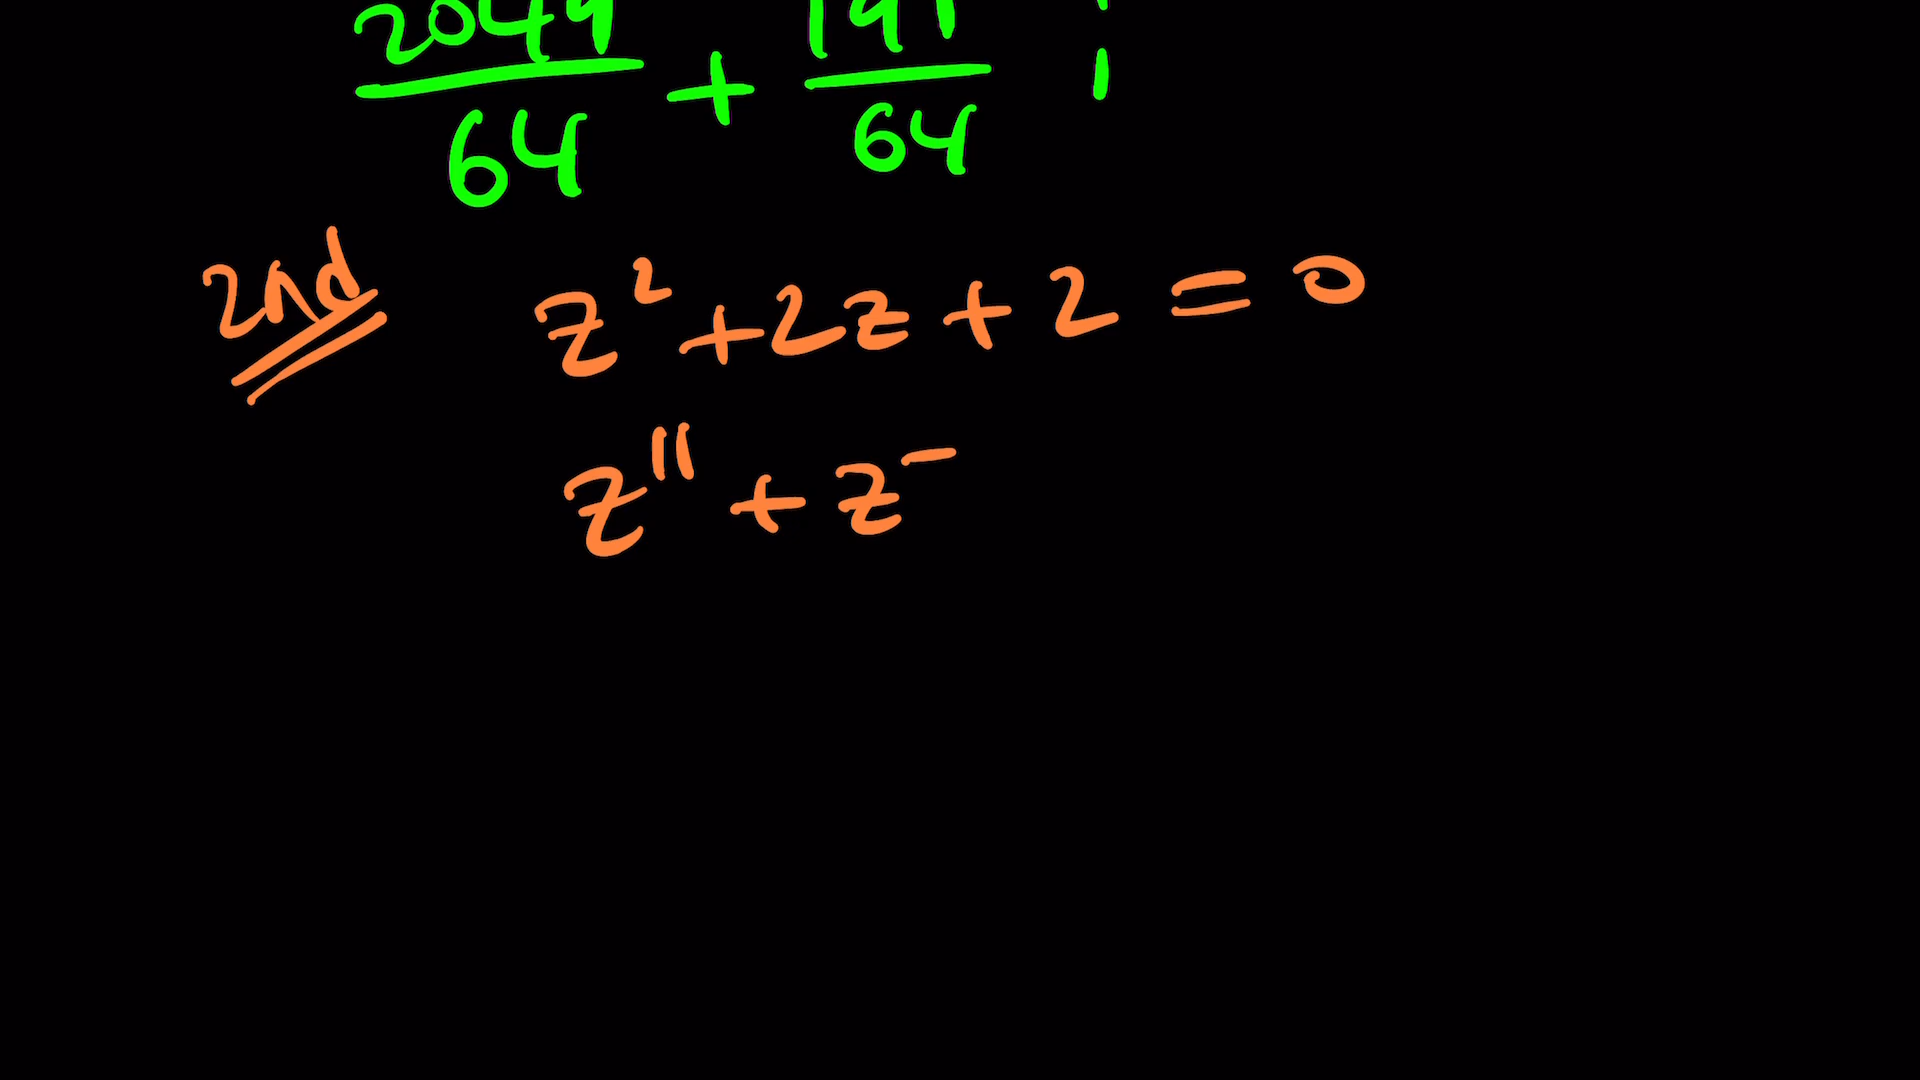 2049/64 + 191/64 i
2nd z² + 2z + 2 = 0
z¹¹ + z⁻